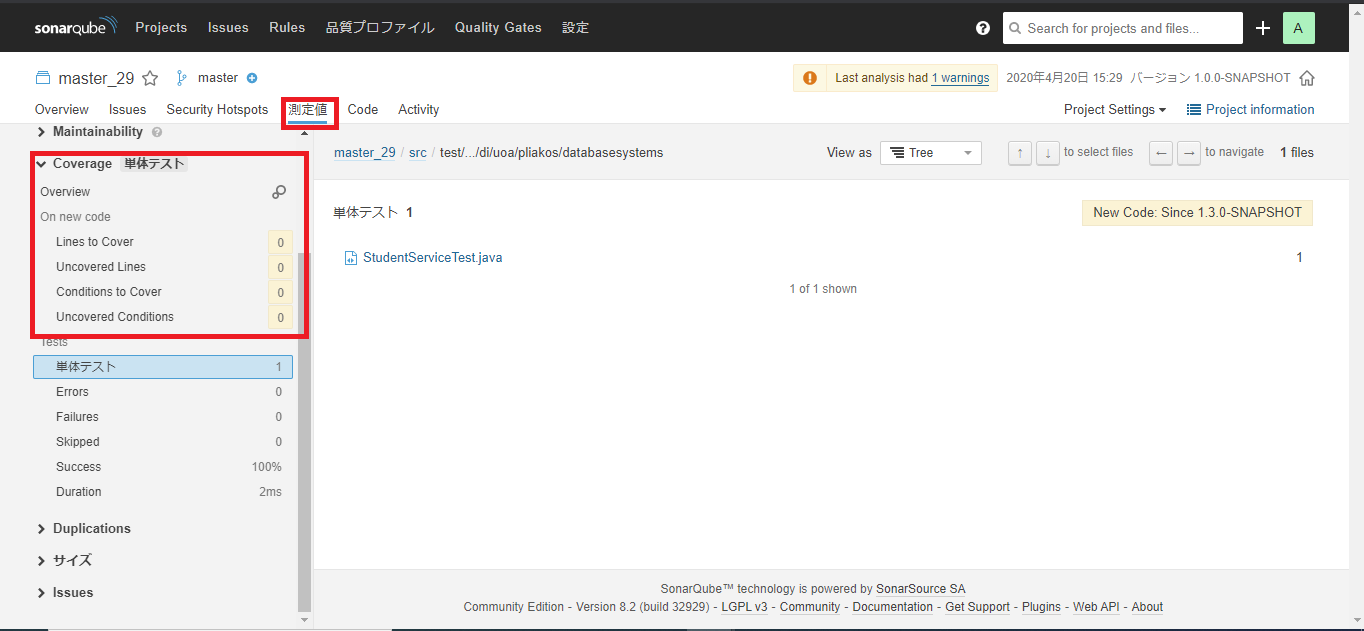 sonarqube Projects Issues Rules 品質プロファイル Quality Gates 設定 ? Search for projects and files... + A
master_29 master Last analysis had 1 warnings 2020年4月20日 15:29 バージョン 1.0.0-SNAPSHOT
Overview Issues Security Hotspots 測定値 Code Activity Project Settings Project information
Maintainability ?
Coverage 単体テスト
Overview
On new code
Lines to Cover 0
Uncovered Lines 0
Conditions to Cover 0
Uncovered Conditions 0
Tests
単体テスト 1
Errors 0
Failures 0
Skipped 0
Success 100%
Duration 2ms
Duplications
サイズ
Issues
master_29 / src / test/.../di/uoa/pliakos/databasesystems View as Tree ↑ ↓ to select files ← → to navigate 1 files
単体テスト 1 New Code: Since 1.3.0-SNAPSHOT
StudentServiceTest.java 1
1 of 1 shown
SonarQube™ technology is powered by SonarSource SA
Community Edition - Version 8.2 (build 32929) - LGPL v3 - Community - Documentation - Get Support - Plugins - Web API - About